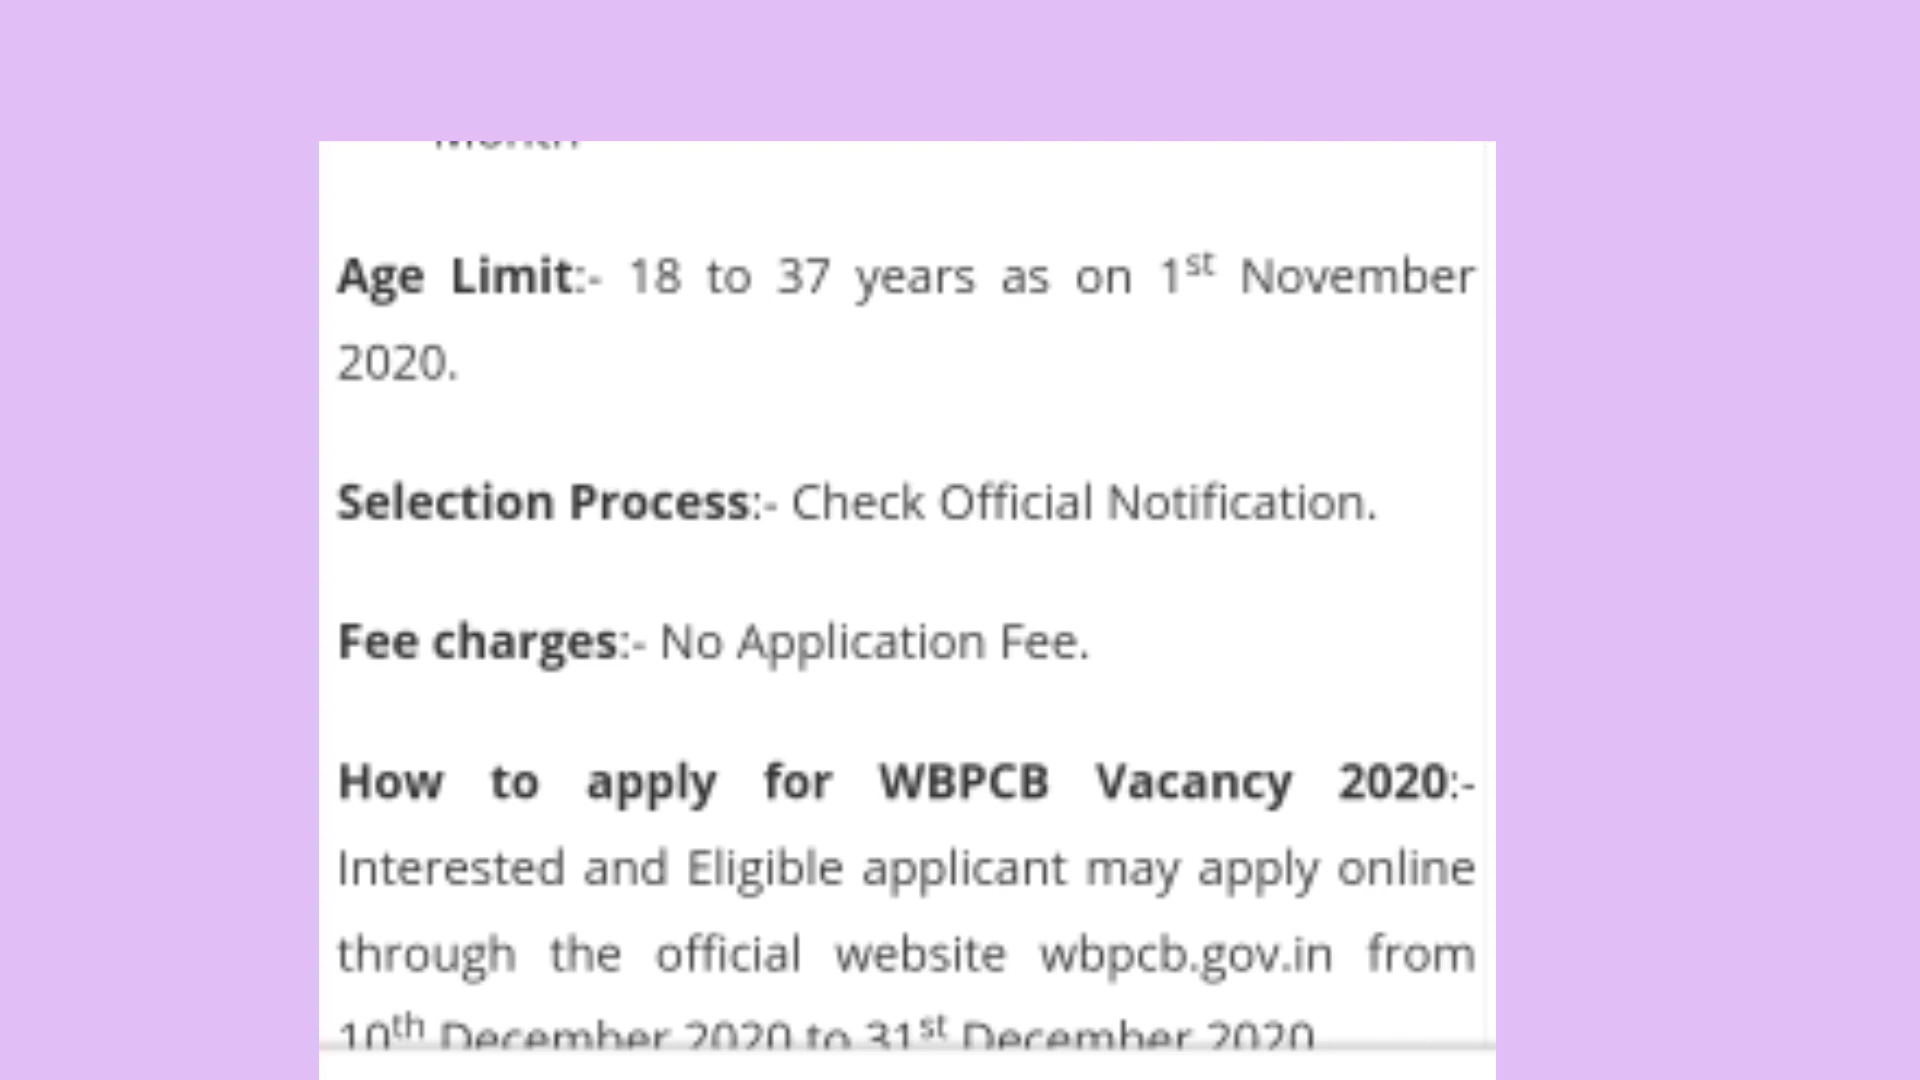 Month
Age Limit:- 18 to 37 years as on 1st November
2020.
Selection Process:- Check Official Notification.
Fee charges:- No Application Fee.
How to apply for WBPCB Vacancy 2020:-
Interested and Eligible applicant may apply online
through the official website wbpcb.gov.in from
10th December 2020 to 31st December 2020